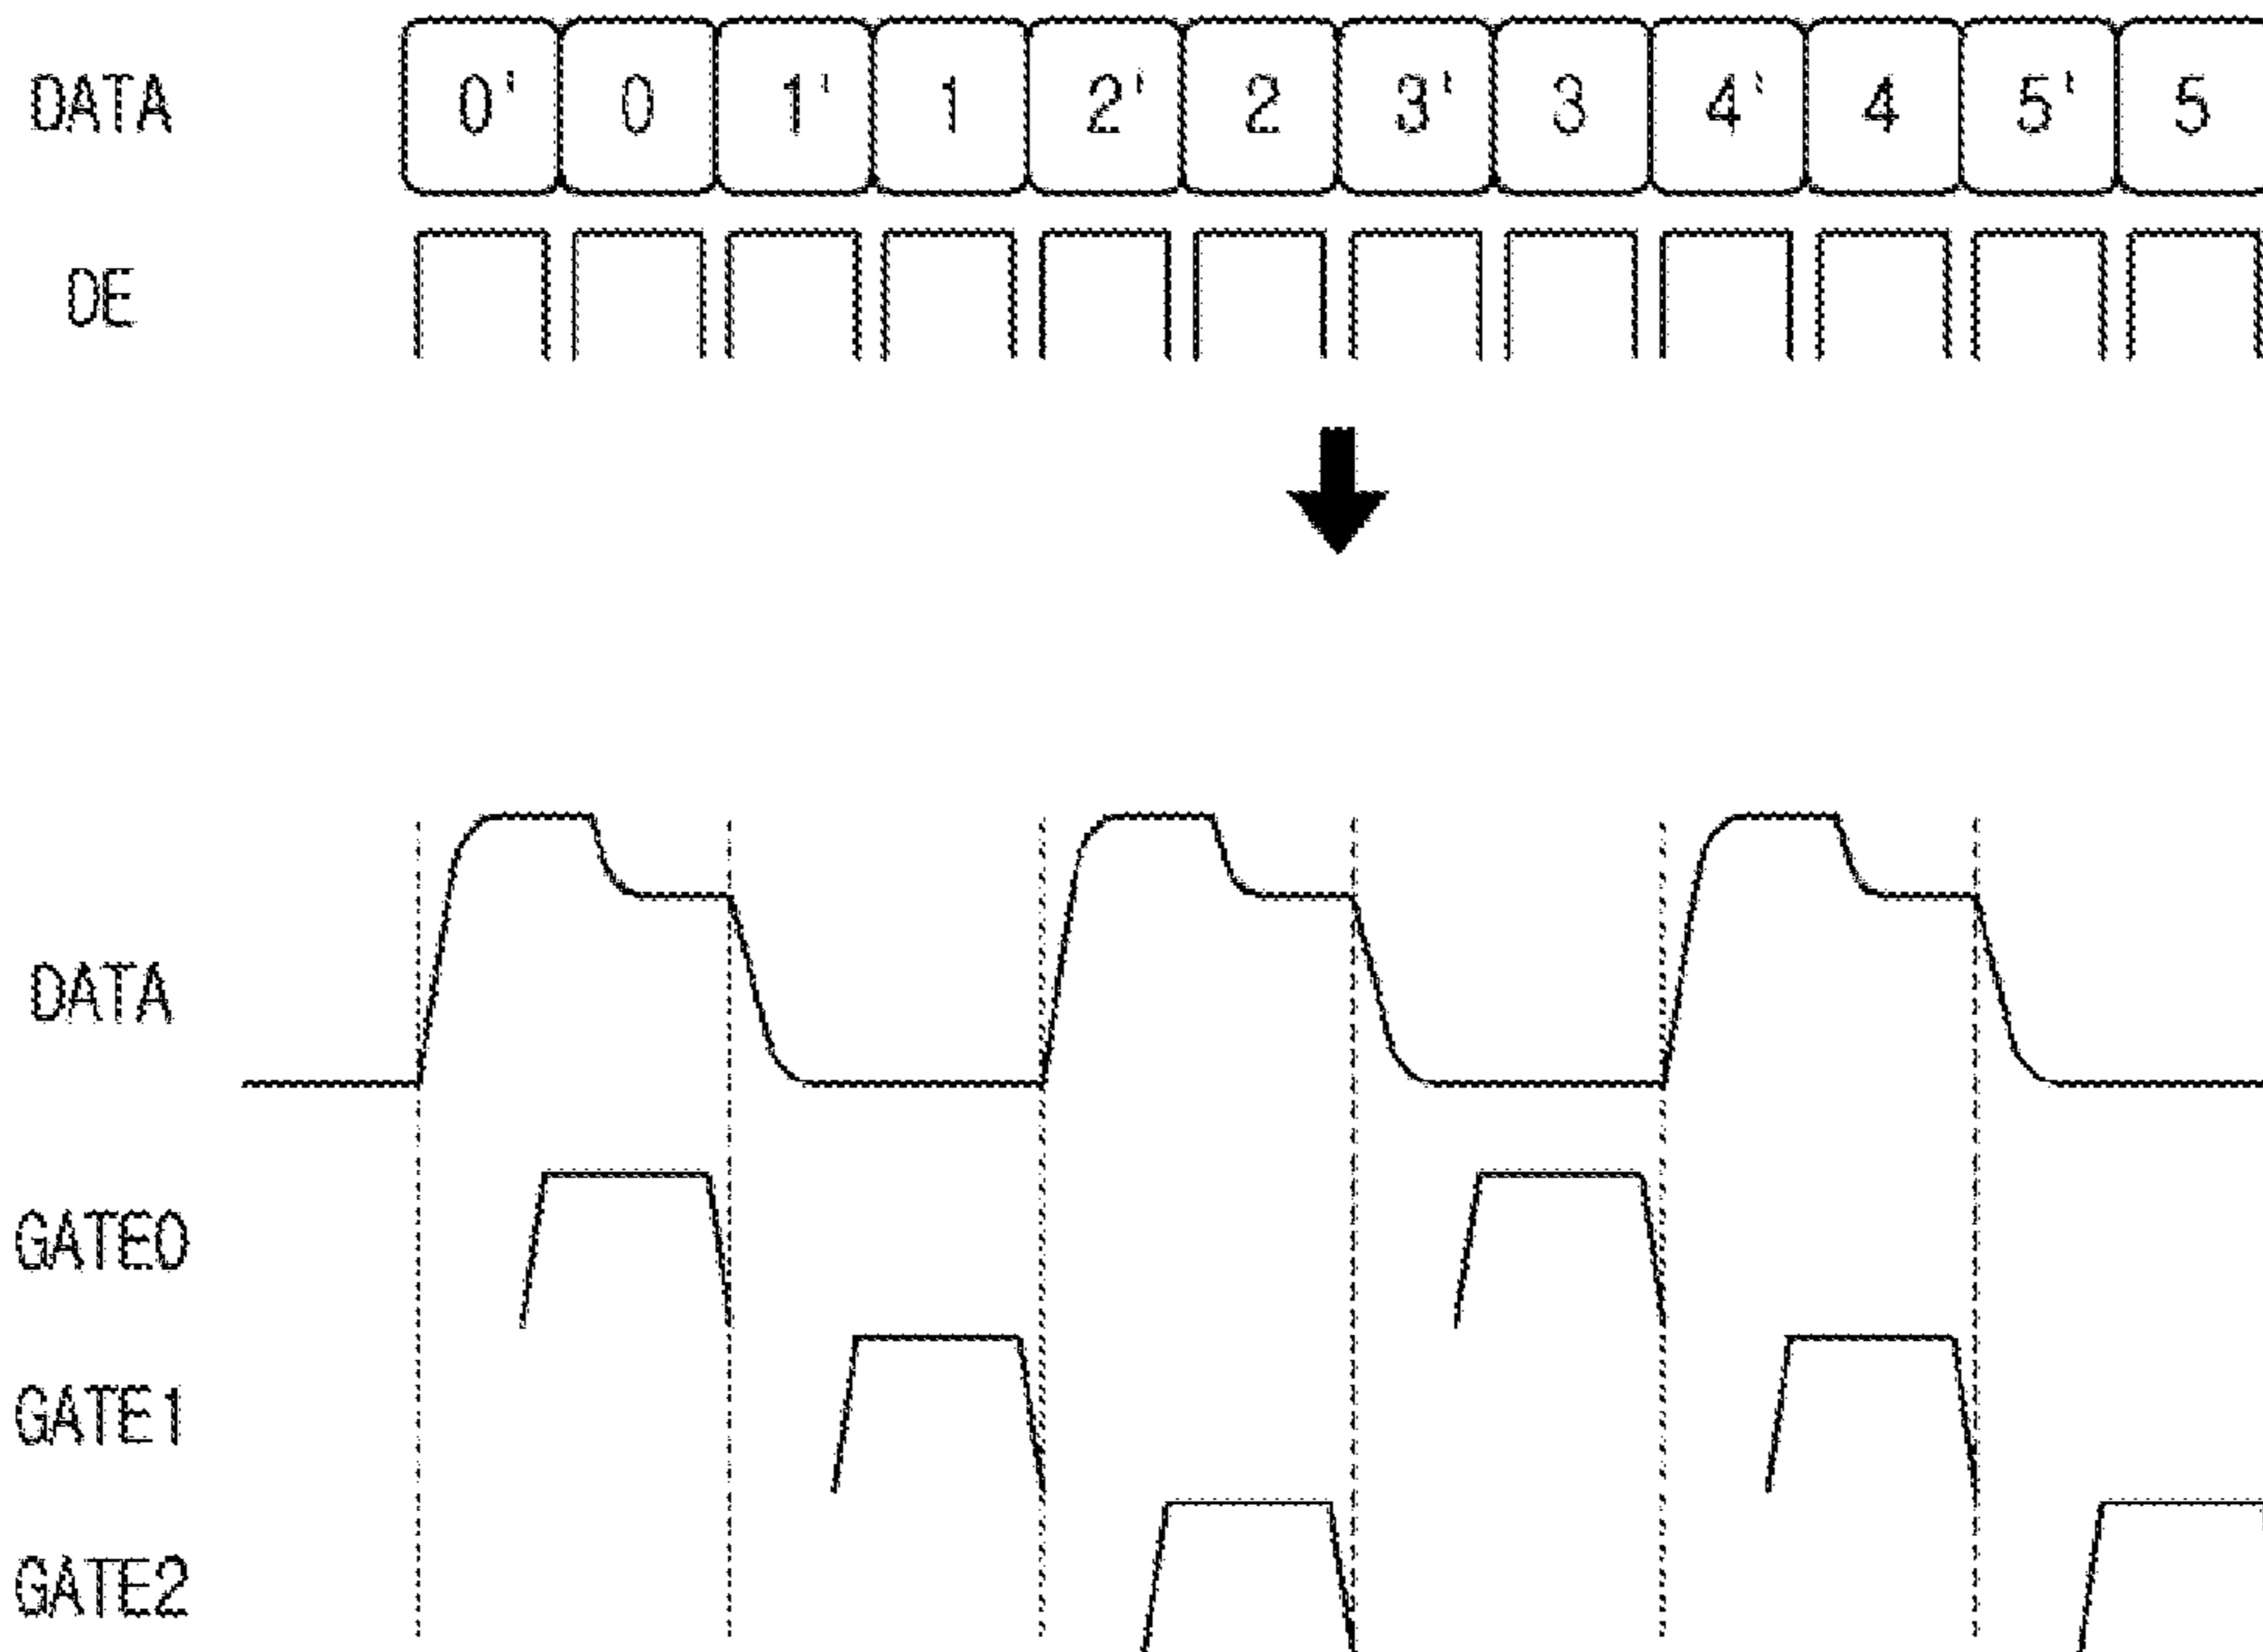 DATA 0' 0 1' 1 2' 2 3' 3 4' 4 5' 5
DE
DATA
GATE0
GATE1
GATE2